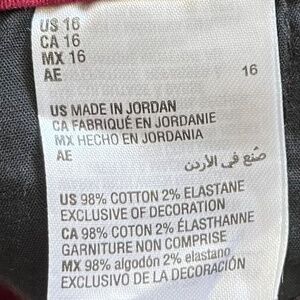 US 16
CA 16
MX 16
AE 16
US MADE IN JORDAN
CA FABRIQUÉ EN JORDANIE
MX HECHO EN JORDANIA
AE
صُنع في الأردن
US 98% COTTON 2% ELASTANE
EXCLUSIVE OF DECORATION
CA 98% COTON 2% ÉLASTHANNE
GARNITURE NON COMPRISE
MX 98% algodón 2% elastano
EXCLUSIVO DE LA DECORACIÓN